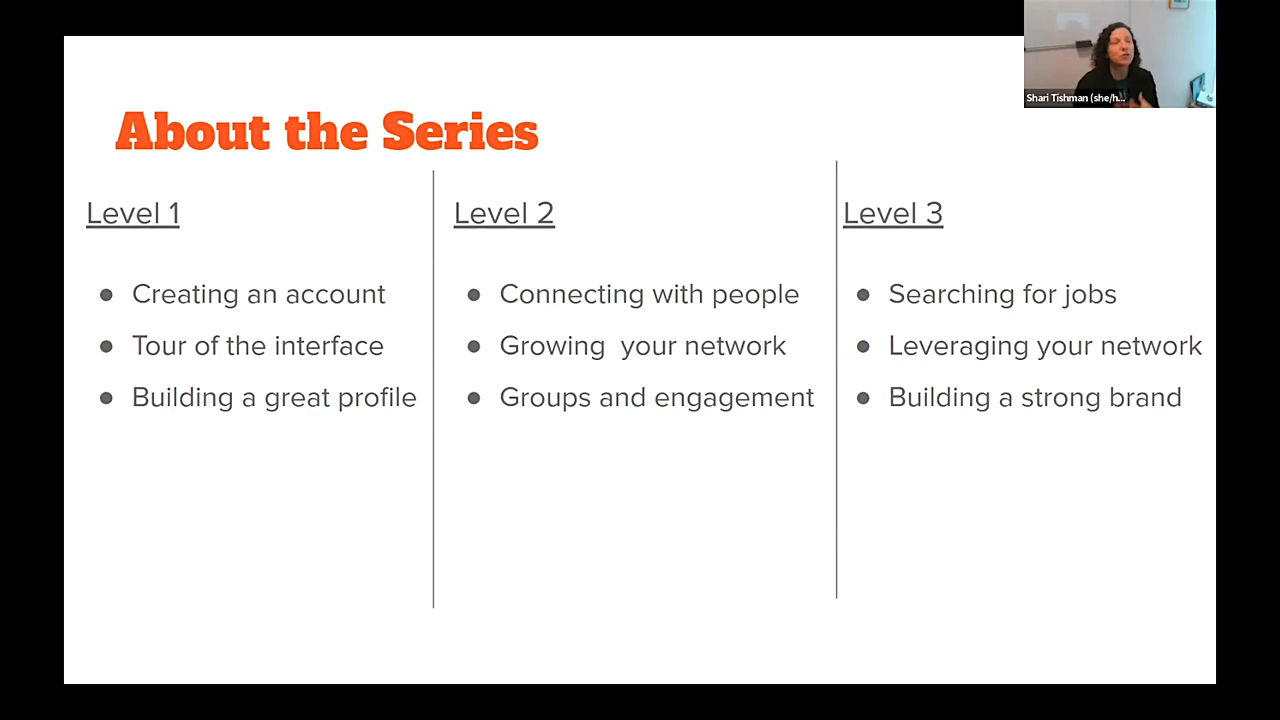 Shari Tishman (she/h...
About the Series
Level 1
Creating an account
Tour of the interface
Building a great profile
Level 2
Connecting with people
Growing  your network
Groups and engagement
Level 3
Searching for jobs
Leveraging your network
Building a strong brand